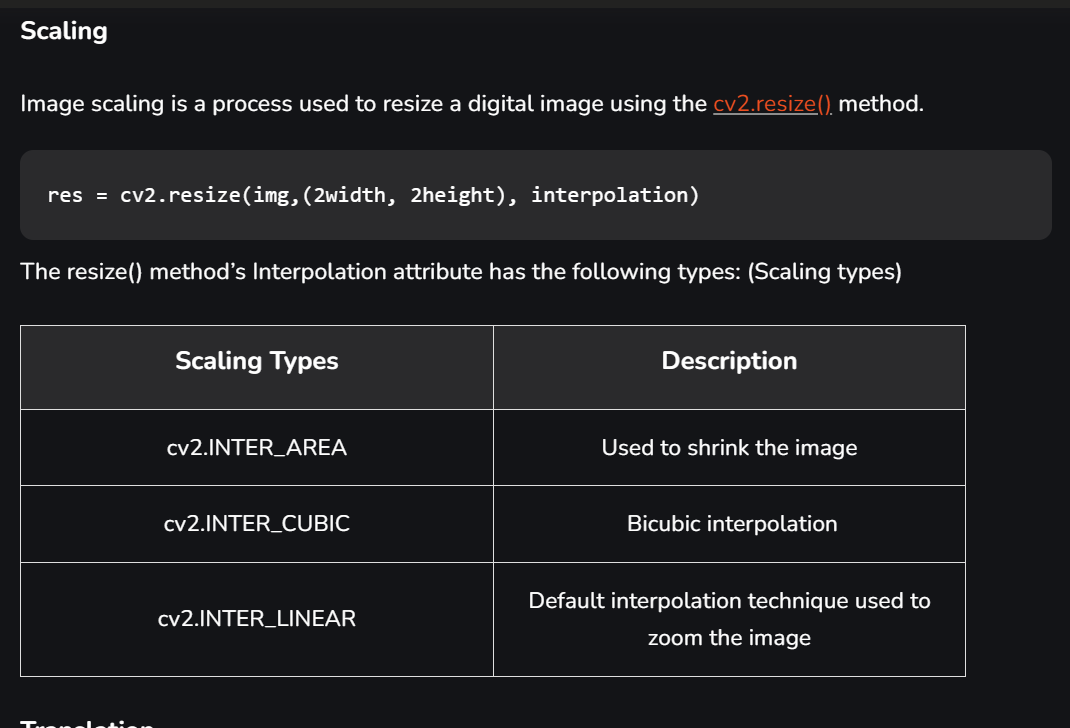 Scaling
Image scaling is a process used to resize a digital image using the cv2.resize() method.
res = cv2.resize(img,(2width, 2height), interpolation)
The resize() method’s Interpolation attribute has the following types: (Scaling types)
Scaling Types
Description
cv2.INTER_AREA
Used to shrink the image
cv2.INTER_CUBIC
Bicubic interpolation
cv2.INTER_LINEAR
Default interpolation technique used to
zoom the image
Translation